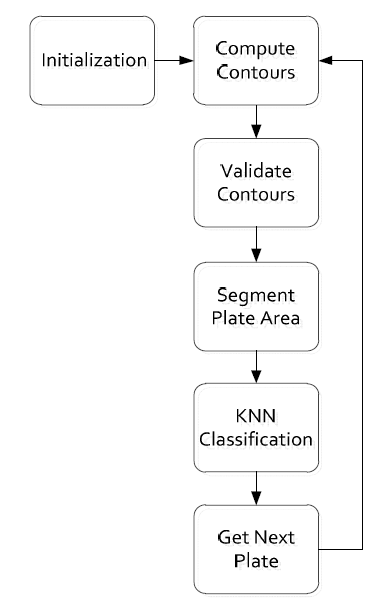 Initialization
Compute
Contours
Validate
Contours
Segment
Plate Area
KNN
Classification
Get Next
Plate